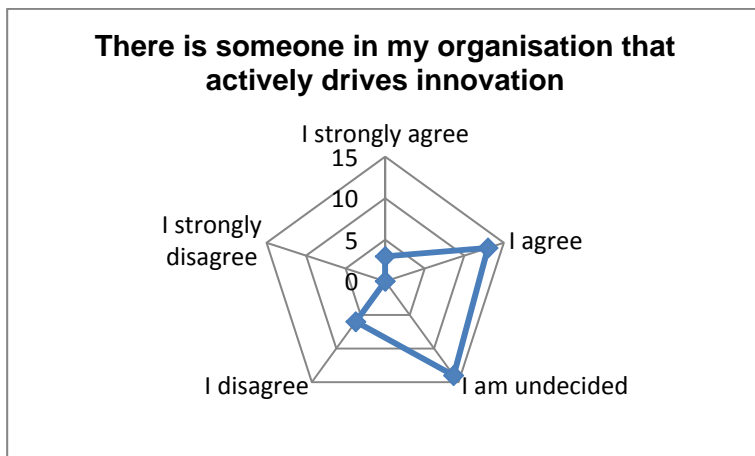 There is someone in my organisation that
actively drives innovation
I strongly agree
15
10
5
0
I agree
I am undecided
I disagree
I strongly
disagree